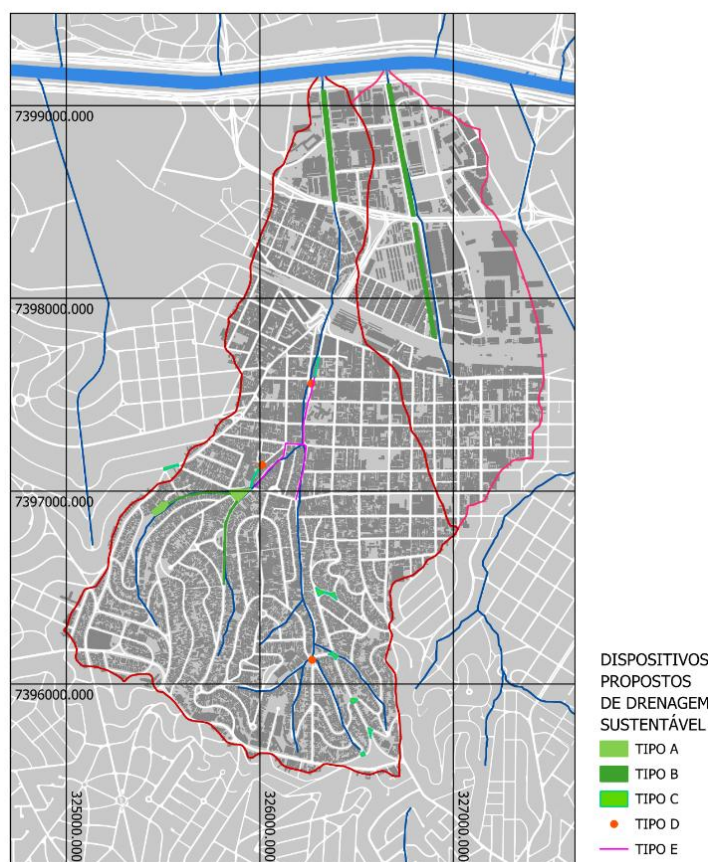 7399000.000
7398000.000
7397000.000
7396000.000
325000.000
326000.000
327000.000
DISPOSITIVOS
PROPOSTOS
DE DRENAGEM
SUSTENTÁVEL
TIPO A
TIPO B
TIPO C
TIPO D
TIPO E